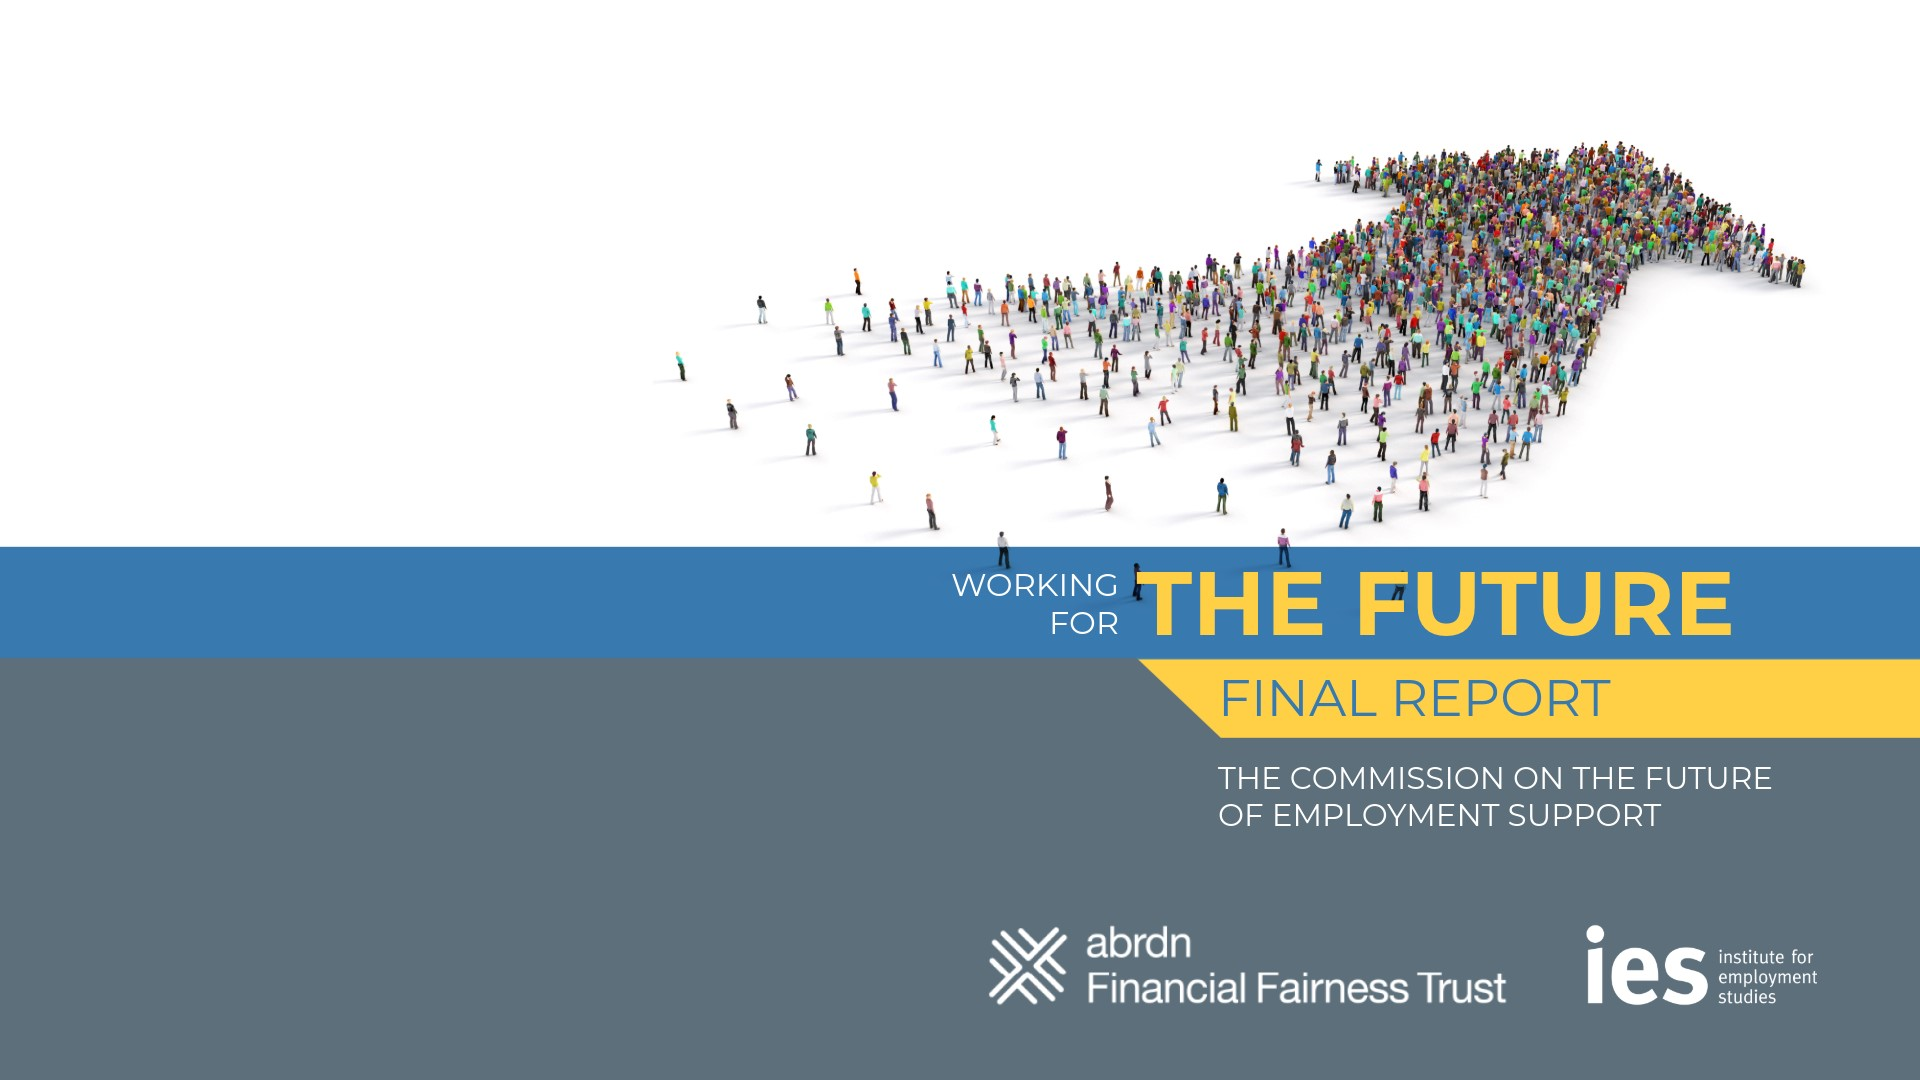 WORKING
FOR
THE FUTURE
FINAL REPORT
THE COMMISSION ON THE FUTURE
OF EMPLOYMENT SUPPORT
abrdn
Financial Fairness Trust
ies
institute for
employment
studies